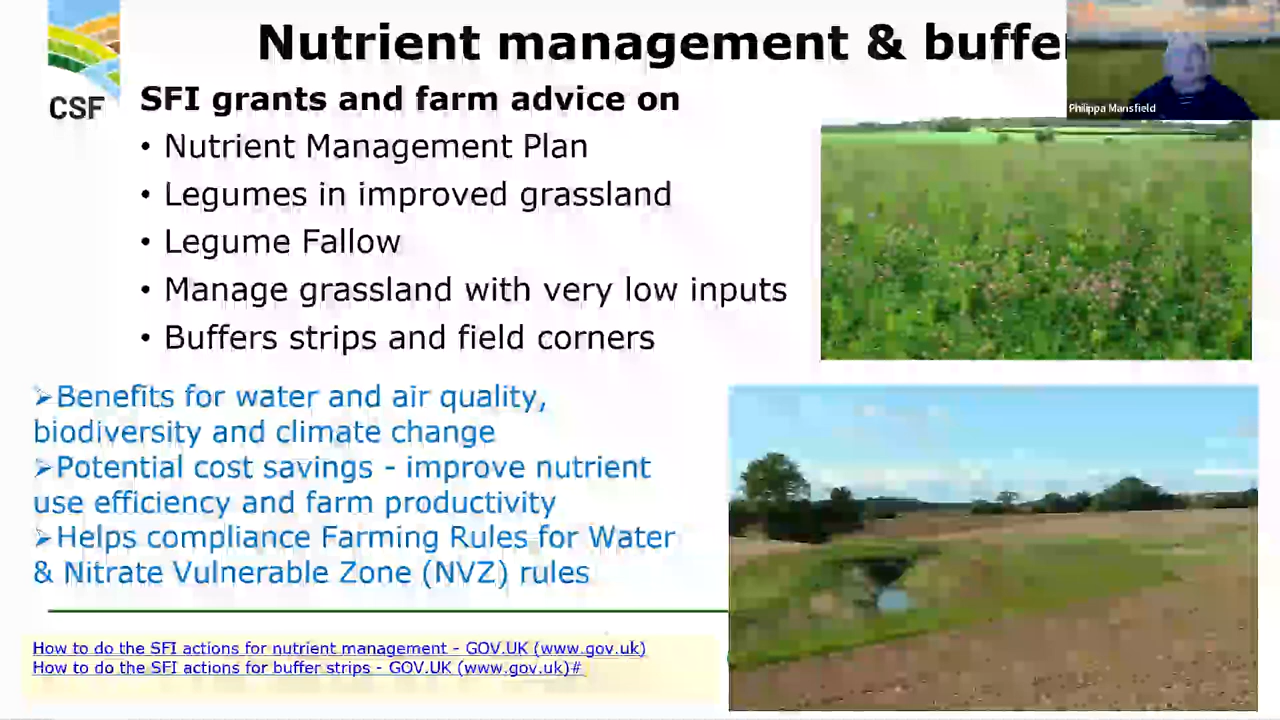 Nutrient management & buffe
CSF
SFI grants and farm advice on
• Nutrient Management Plan
• Legumes in improved grassland
• Legume Fallow
• Manage grassland with very low inputs
• Buffers strips and field corners
Philippa Mansfield
➢Benefits for water and air quality,
biodiversity and climate change
➢Potential cost savings - improve nutrient
use efficiency and farm productivity
➢Helps compliance Farming Rules for Water
& Nitrate Vulnerable Zone (NVZ) rules
How to do the SFI actions for nutrient management - GOV.UK (www.gov.uk)
How to do the SFI actions for buffer strips - GOV.UK (www.gov.uk)#